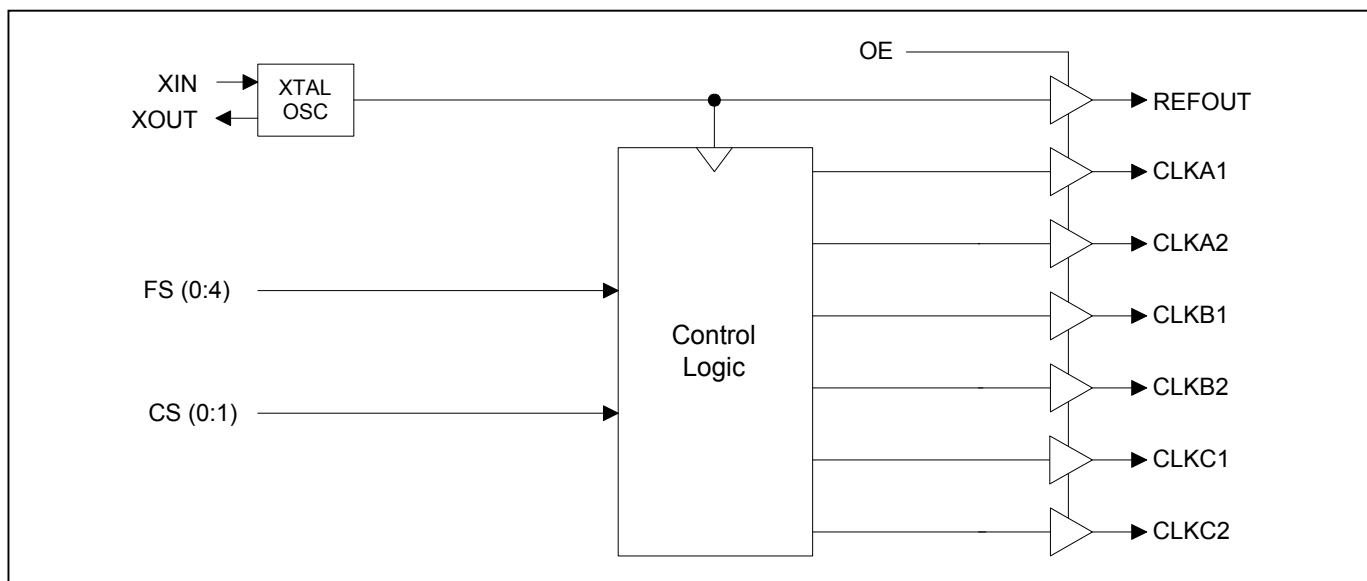 OE
XIN
XTAL
OSC
XOUT
REFOUT
CLKA1
CLKA2
FS (0:4)
CLKB1
Control
Logic
CLKB2
CS (0:1)
CLKC1
CLKC2